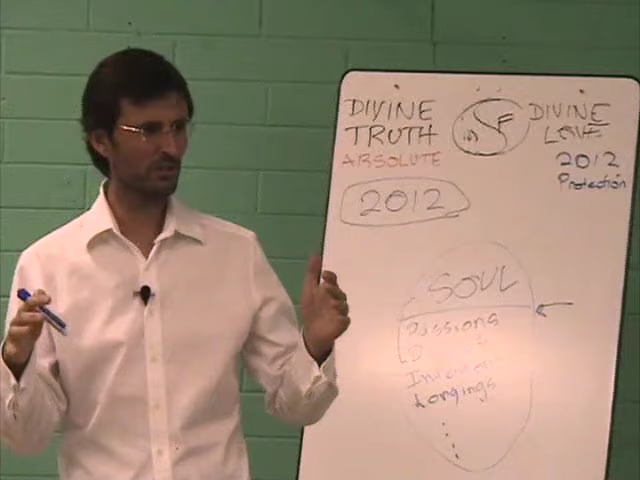 DIVINE
TRUTH
ABSOLUTE
2012
DIVINE
LOVE
2012
Protection
SOUL
Passions
D
Longings